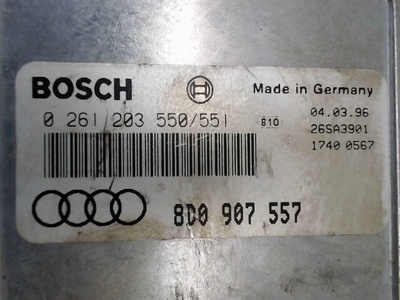 BOSCH
Made in Germany
0 261 203 550/551
810
04.03.96
26SA3901
1740 0567
8D0 907 557